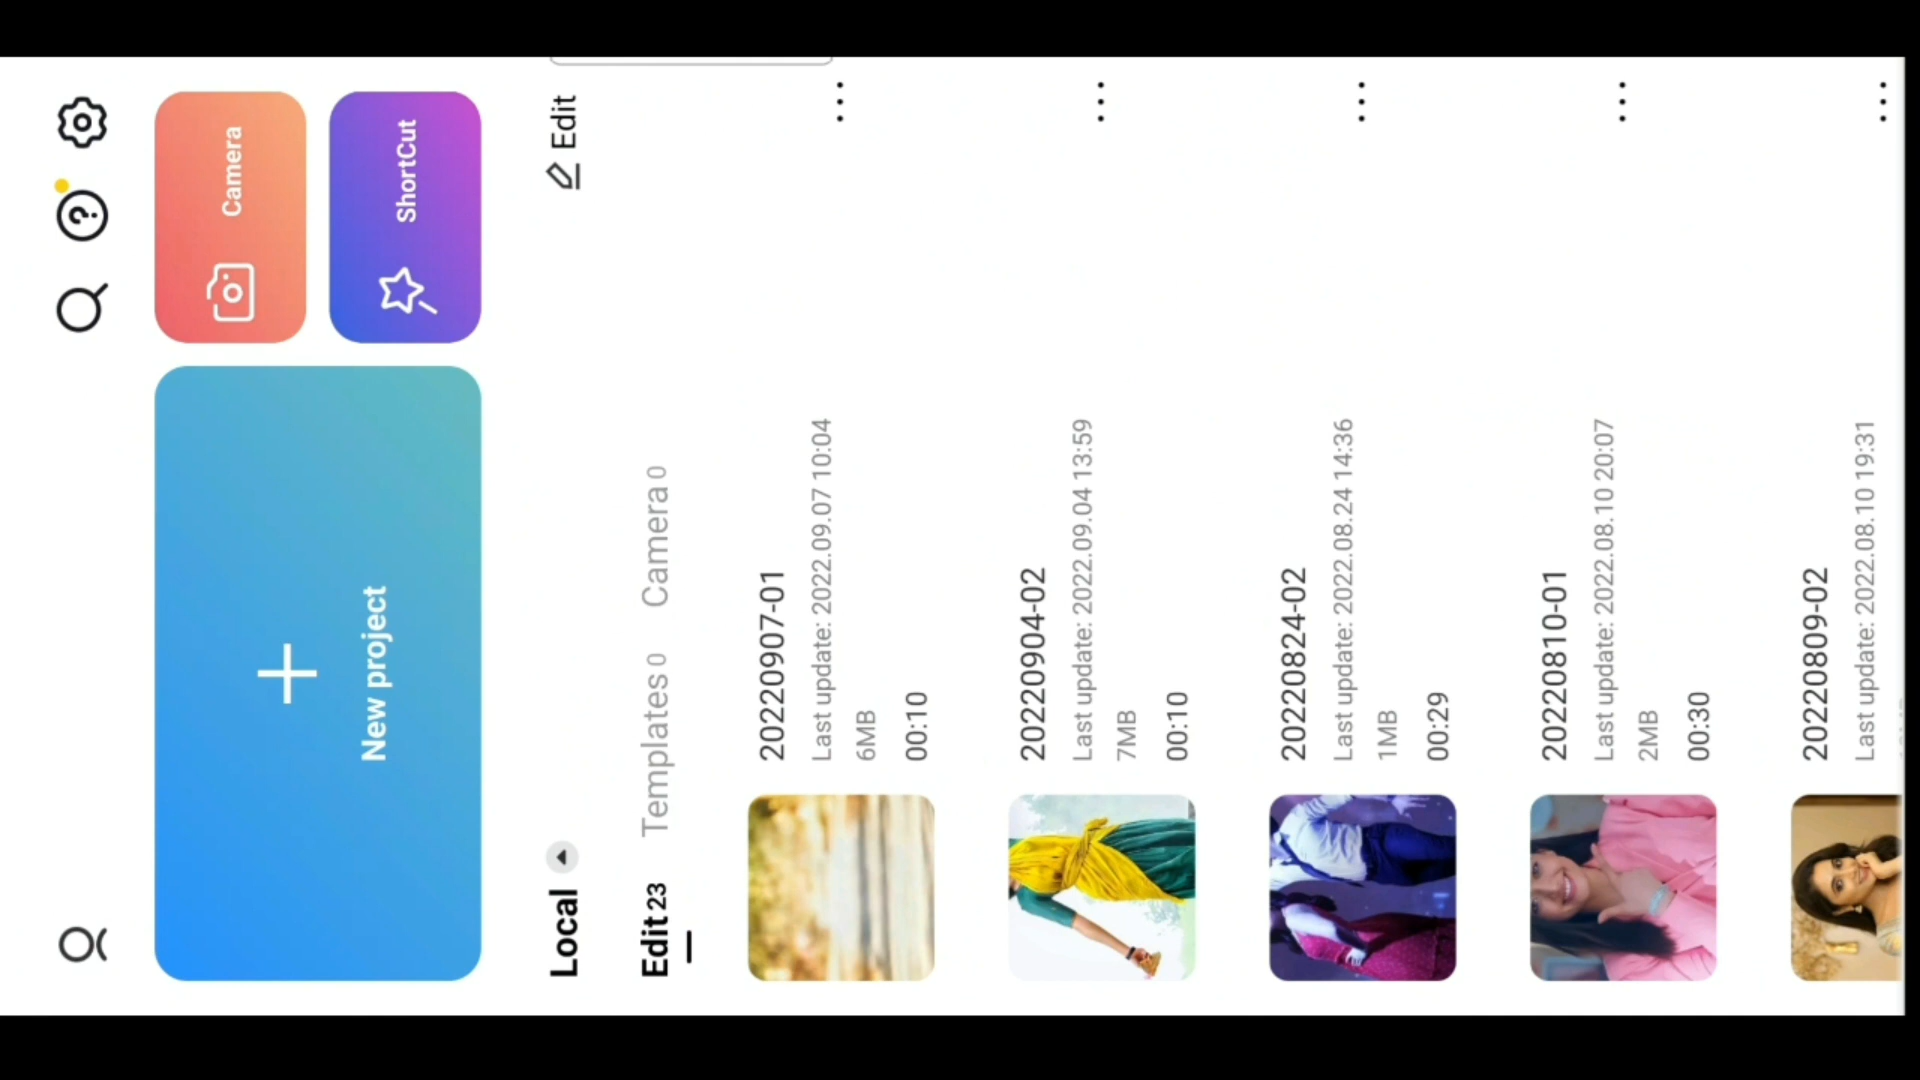 New project
Camera
ShortCut
Local
Edit
Edit 23
Templates 0
Camera 0
20220907-01
Last update: 2022.09.07 10:04
6MB
00:10
20220904-02
Last update: 2022.09.04 13:59
7MB
00:10
20220824-02
Last update: 2022.08.24 14:36
1MB
00:29
20220810-01
Last update: 2022.08.10 20:07
2MB
00:30
20220809-02
Last update: 2022.08.10 19:31